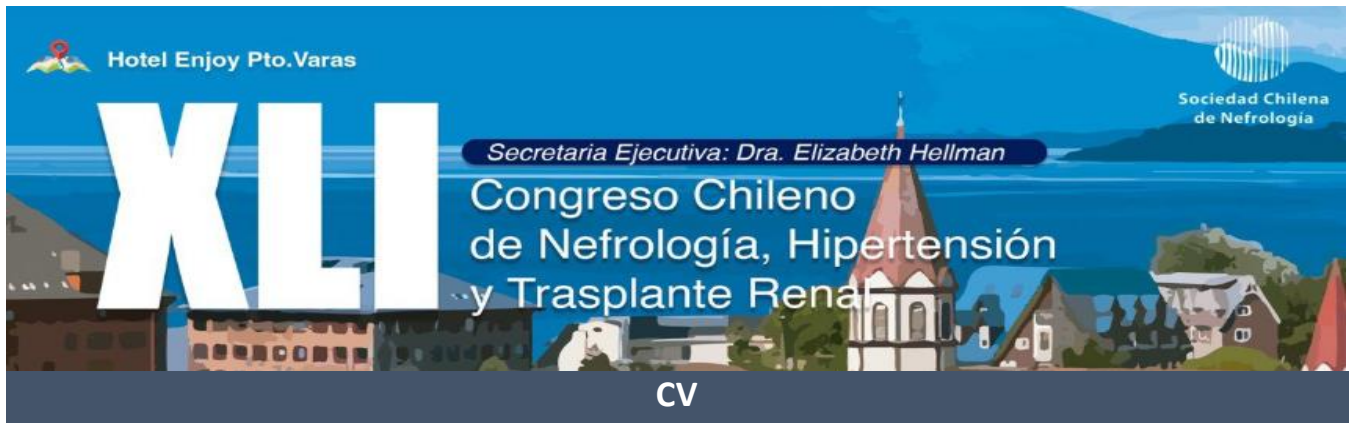 Hotel Enjoy Pto.Varas
Sociedad Chilena
de Nefrología
XLI
Secretaria Ejecutiva: Dra. Elizabeth Hellman
Congreso Chileno
de Nefrología, Hipertensión
y Trasplante Renal
CV